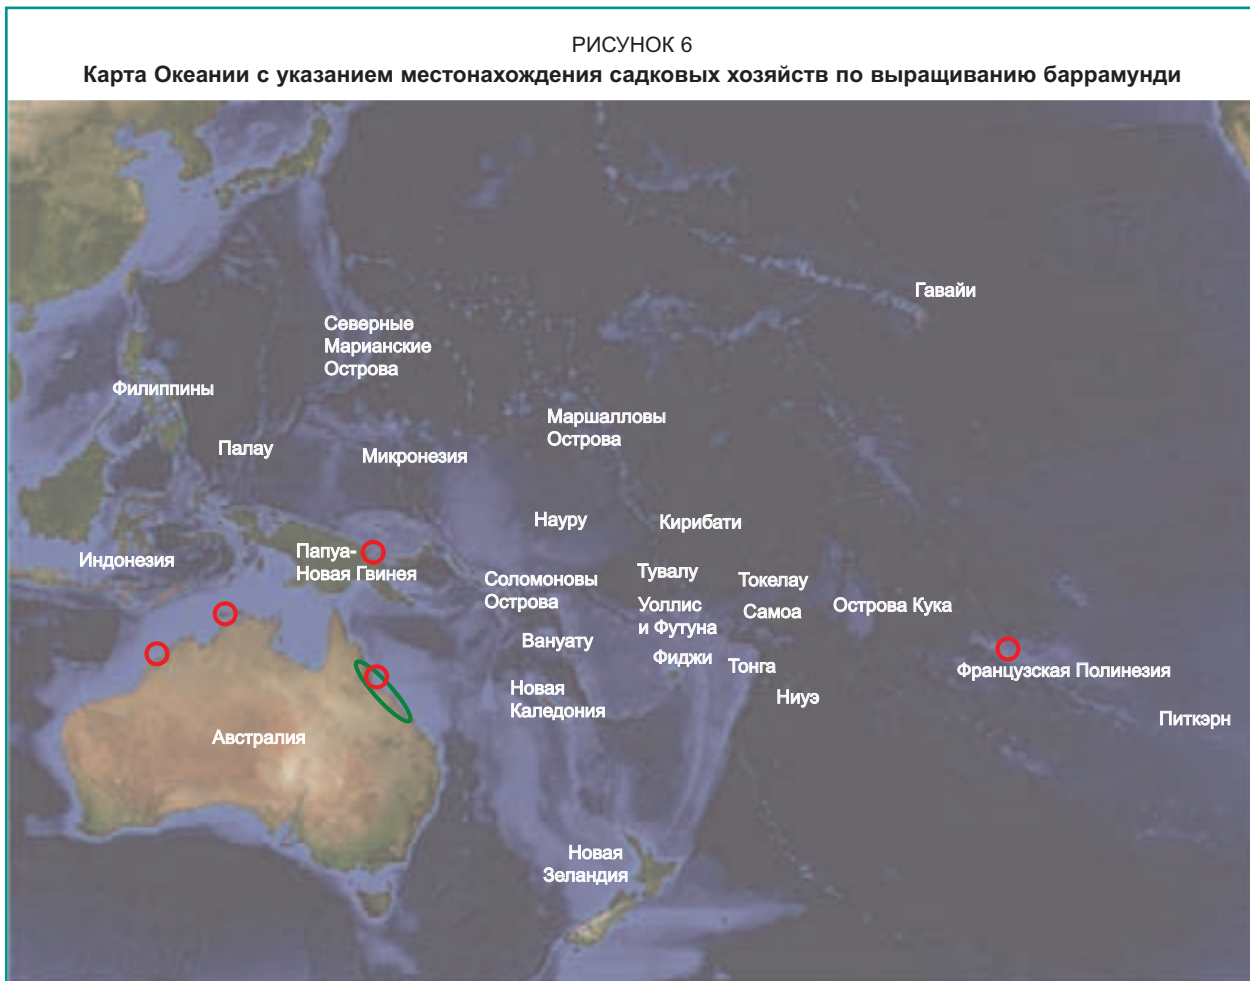 РИСУНОК 6
Карта Океании с указанием местонахождения садковых хозяйств по выращиванию баррамунди
Гавайи
Северные
Марианские
Острова
Филиппины
Маршалловы
Острова
Палау
Микронезия
Науру
Кирибати
Индонезия
Папуа-
Новая Гвинея
Соломоновы
Острова
Тувалу
Токелау
Уоллис
и Футуна
Самоа
Острова Кука
Вануату
Фиджи
Тонга
Французская Полинезия
Новая
Каледония
Ниуэ
Питкэрн
Австралия
Новая
Зеландия